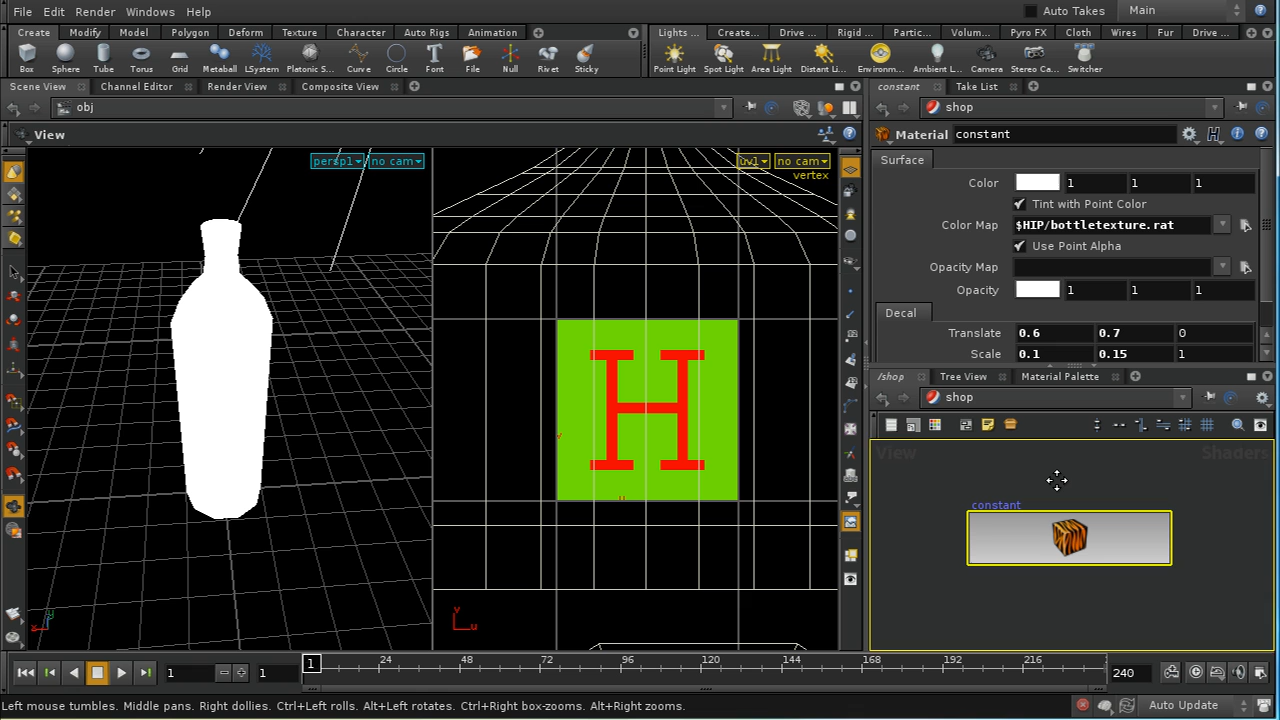 File Edit Render Windows Help Auto Takes Main
Create Modify Model Polygon Deform Texture Character Auto Rigs Animation Lights ... Create... Drive ... Rigid ... Partic... Volum... Pyro FX Cloth Wires Fur Drive ...
Box Sphere Tube Torus Grid Metaball LSystem Platonic S... Curve Circle Font File Null Rivet Sticky Point Light Spot Light Area Light Distant Li... Environm... Ambient L... Camera Stereo Ca... Switcher
Scene View Channel Editor Render View Composite View constant Take List
obj shop
View Material constant
persp1 no cam uv1 no cam
vertex
Surface
Color 1 1 1
Tint with Point Color
Color Map $HIP/bottletexture.rat
Use Point Alpha
Opacity Map
Opacity 1 1 1
Decal
Translate 0.6 0.7 0
Scale 0.1 0.15 1
H
/shop Tree View Material Palette
shop
View Shaders
constant
v
u
y
x
v
u
1 1 1 24 48 72 96 120 144 168 192 216 240
Left mouse tumbles. Middle pans. Right dollies. Ctrl+Left rolls. Alt+Left rotates. Ctrl+Right box-zooms. Alt+Right zooms. Auto Update